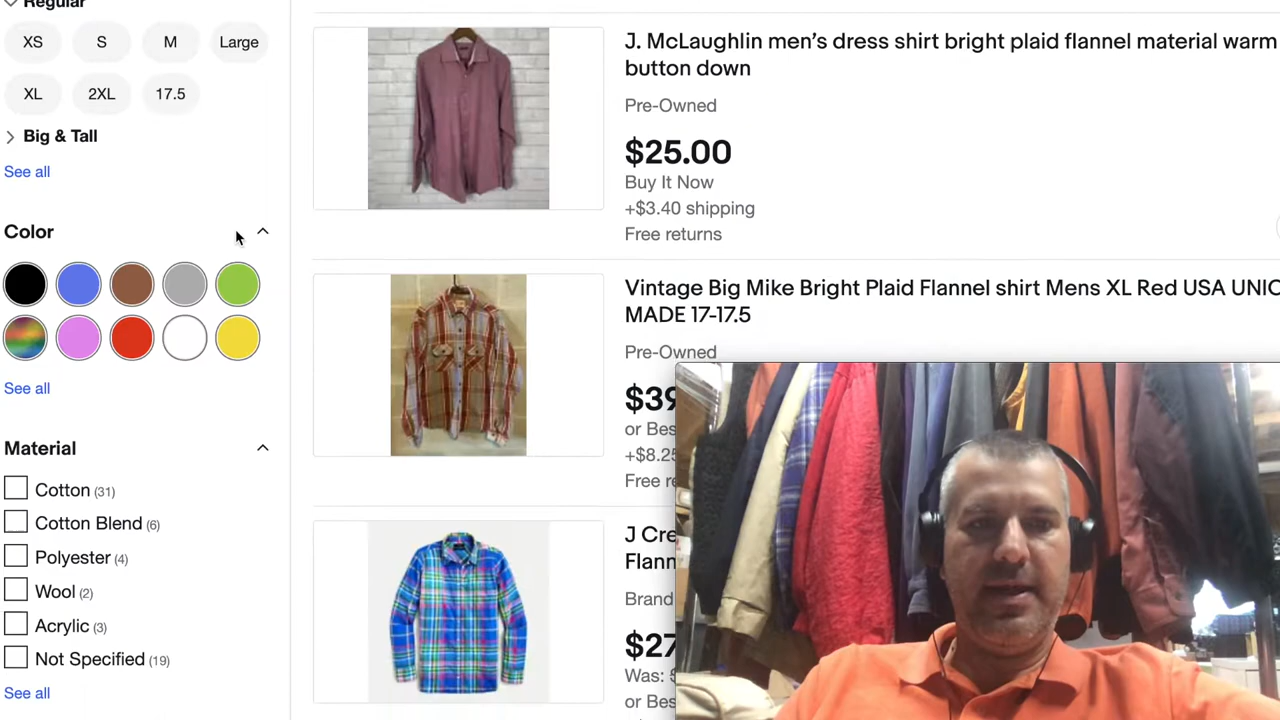 Regular
XS S M Large
XL 2XL 17.5
Big & Tall
See all
Color
See all
Material
Cotton (31)
Cotton Blend (6)
Polyester (4)
Wool (2)
Acrylic (3)
Not Specified (19)
See all
J. McLaughlin men's dress shirt bright plaid flannel material warm
button down
Pre-Owned
$25.00
Buy It Now
+$3.40 shipping
Free returns
Vintage Big Mike Bright Plaid Flannel shirt Mens XL Red USA UNIO
MADE 17-17.5
Pre-Owned
$39
or Bes
+$8.25
Free re
J Cre
Flann
Brand
$27
Was:
or Bes